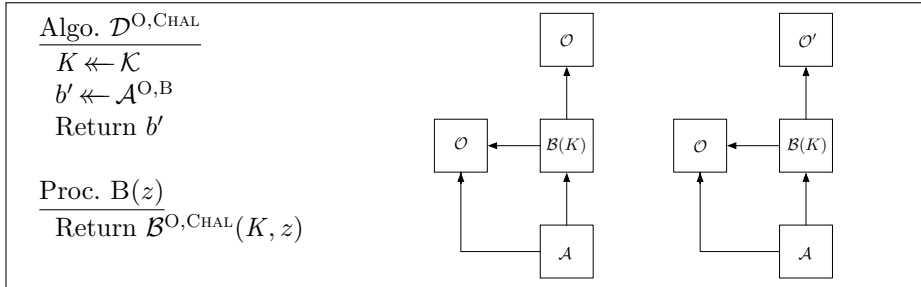 Algo. 𝒟^{O,CHAL}
K ↞ 𝒦
b′ ↞ 𝒜^{O,B}
Return b′
Proc. B(z)
Return ℬ^{O,CHAL}(K, z)
𝒪
𝒪
ℬ(K)
𝒜
𝒪′
𝒪
ℬ(K)
𝒜